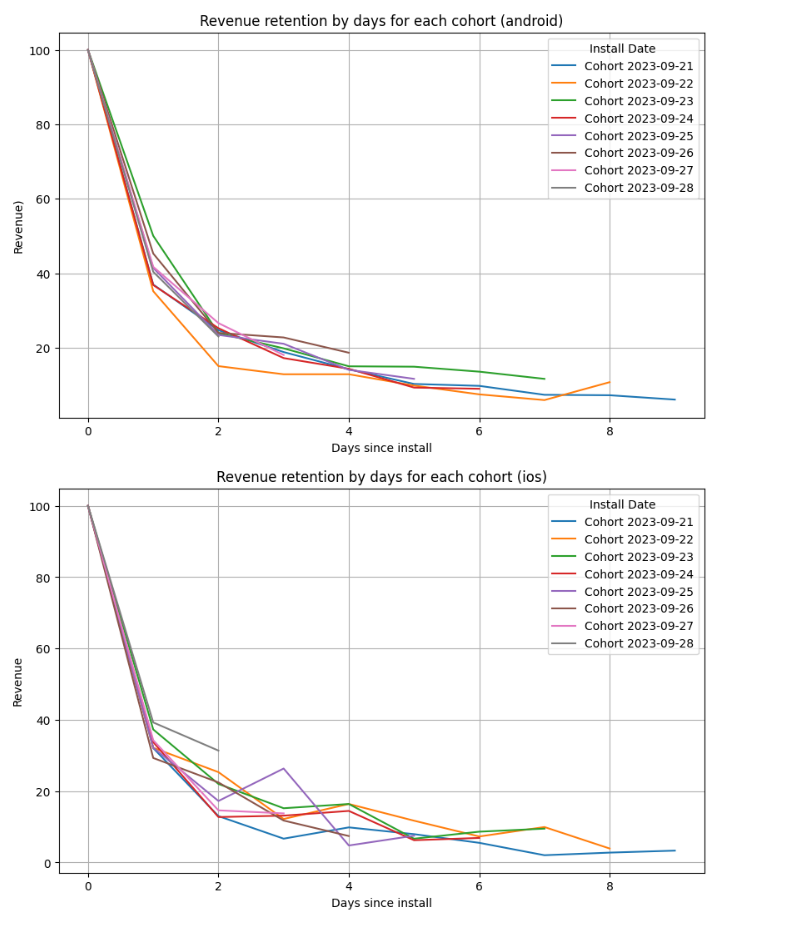 Revenue retention by days for each cohort (android)
100
80
60
40
20
Revenue)
0 2 4 6 8
Days since install
Install Date
Cohort 2023-09-21
Cohort 2023-09-22
Cohort 2023-09-23
Cohort 2023-09-24
Cohort 2023-09-25
Cohort 2023-09-26
Cohort 2023-09-27
Cohort 2023-09-28
Revenue retention by days for each cohort (ios)
100
80
60
40
20
0
Revenue
0 2 4 6 8
Days since install
Install Date
Cohort 2023-09-21
Cohort 2023-09-22
Cohort 2023-09-23
Cohort 2023-09-24
Cohort 2023-09-25
Cohort 2023-09-26
Cohort 2023-09-27
Cohort 2023-09-28